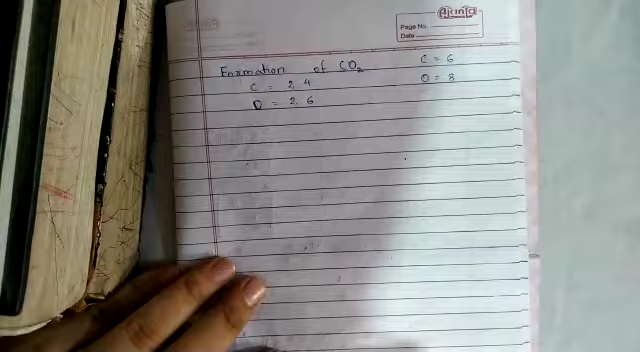 Ajanta
Page No.
Date
Formation of CO2
C = 6
C = 2, 4
O = 8
O = 2, 6